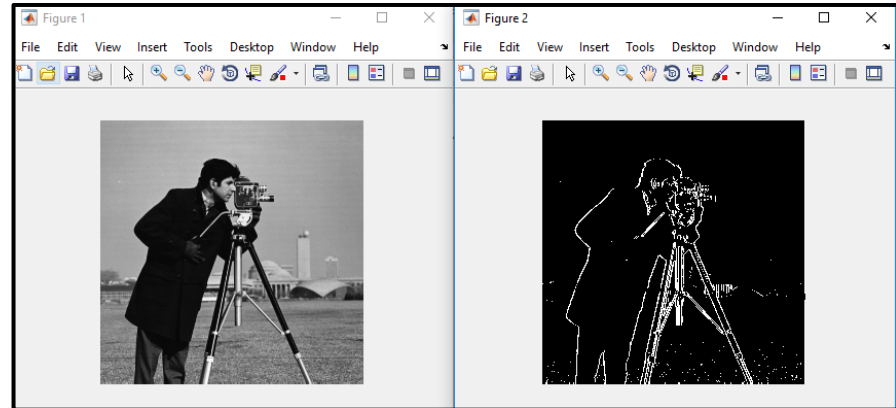 Figure 1
File Edit View Insert Tools Desktop Window Help
Figure 2
File Edit View Insert Tools Desktop Window Help